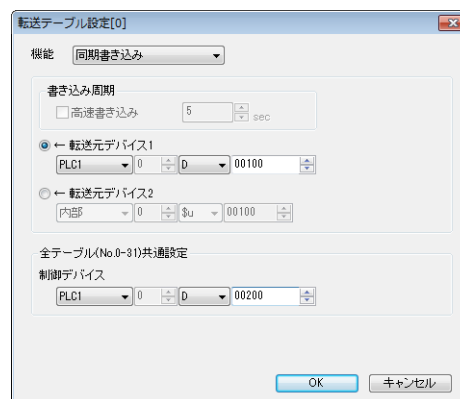 転送テーブル設定[0]
機能 同期書き込み
書き込み周期
高速書き込み 5 sec
← 転送元デバイス1
PLC1 0 D 00100
← 転送元デバイス2
内部 0 $u 00100
全テーブル(No.0-31)共通設定
制御デバイス
PLC1 0 D 00200
OK キャンセル